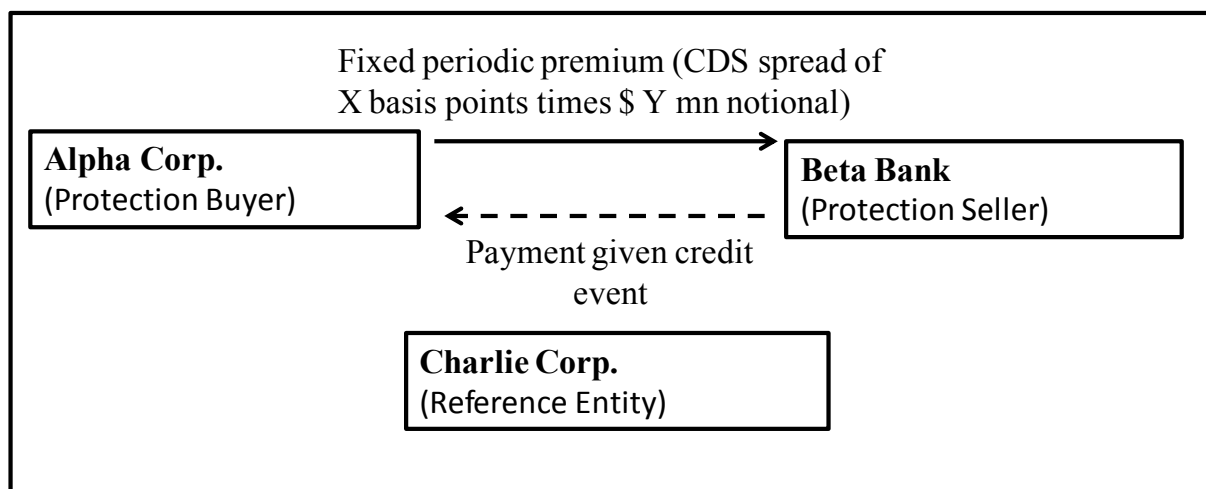 Fixed periodic premium (CDS spread of
X basis points times $ Y mn notional)
Alpha Corp.
(Protection Buyer)
Beta Bank
(Protection Seller)
Payment given credit
event
Charlie Corp.
(Reference Entity)